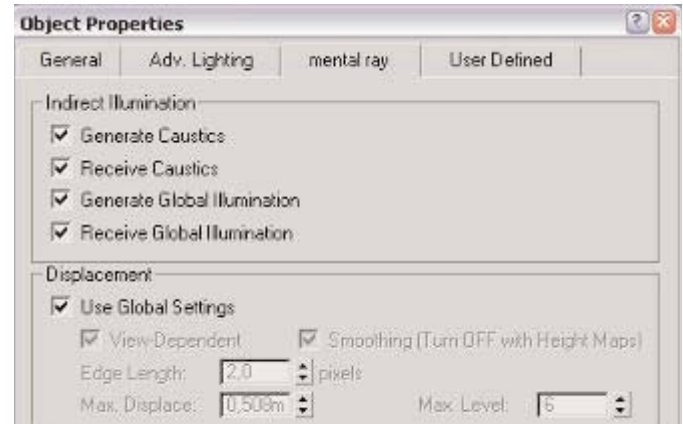 Object Properties
General Adv. Lighting mental ray User Defined
Indirect Illumination
Generate Caustics
Receive Caustics
Generate Global Illumination
Receive Global Illumination
Displacement
Use Global Settings
View-Dependent Smoothing (Turn OFF with Height Maps)
Edge Length: 2,0 pixels
Max. Displace: 0,508m Max. Level: 6